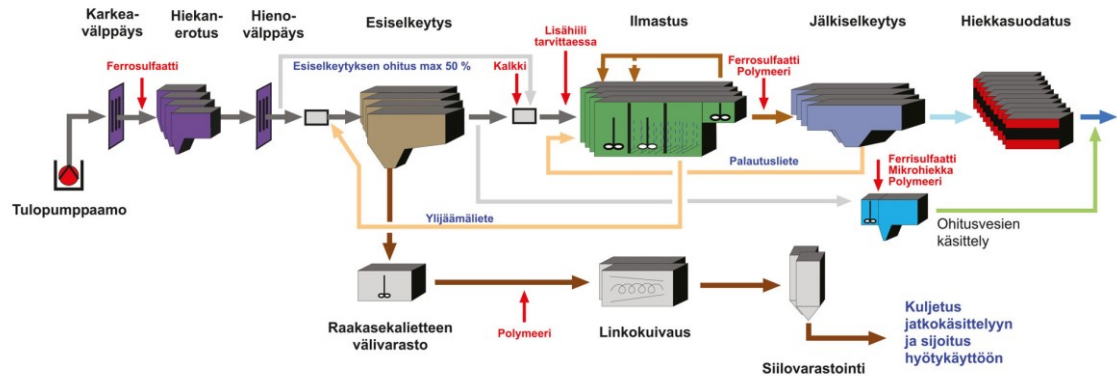 Karkea-
välppäys
Hiekan-
erotus
Hieno-
välppäys
Esiselkeytys
Ilmastus
Jälkiselkeytys
Hiekkasuodatus
Ferrosulfaatti
Esiselkeytyksen ohitus max 50 %
Kalkki
Lisähiili
tarvittaessa
Ferrosulfaatti
Polymeeri
Tulopumppaamo
Palautusliete
Ferrisulfaatti
Mikrohiekka
Polymeeri
Ylijäämäliete
Ohitusvesien
käsittely
Raakasekalietteen
välivarasto
Polymeeri
Linkokuivaus
Siilovarastointi
Kuljetus
jatkokäsittelyyn
ja sijoitus
hyötykäyttöön